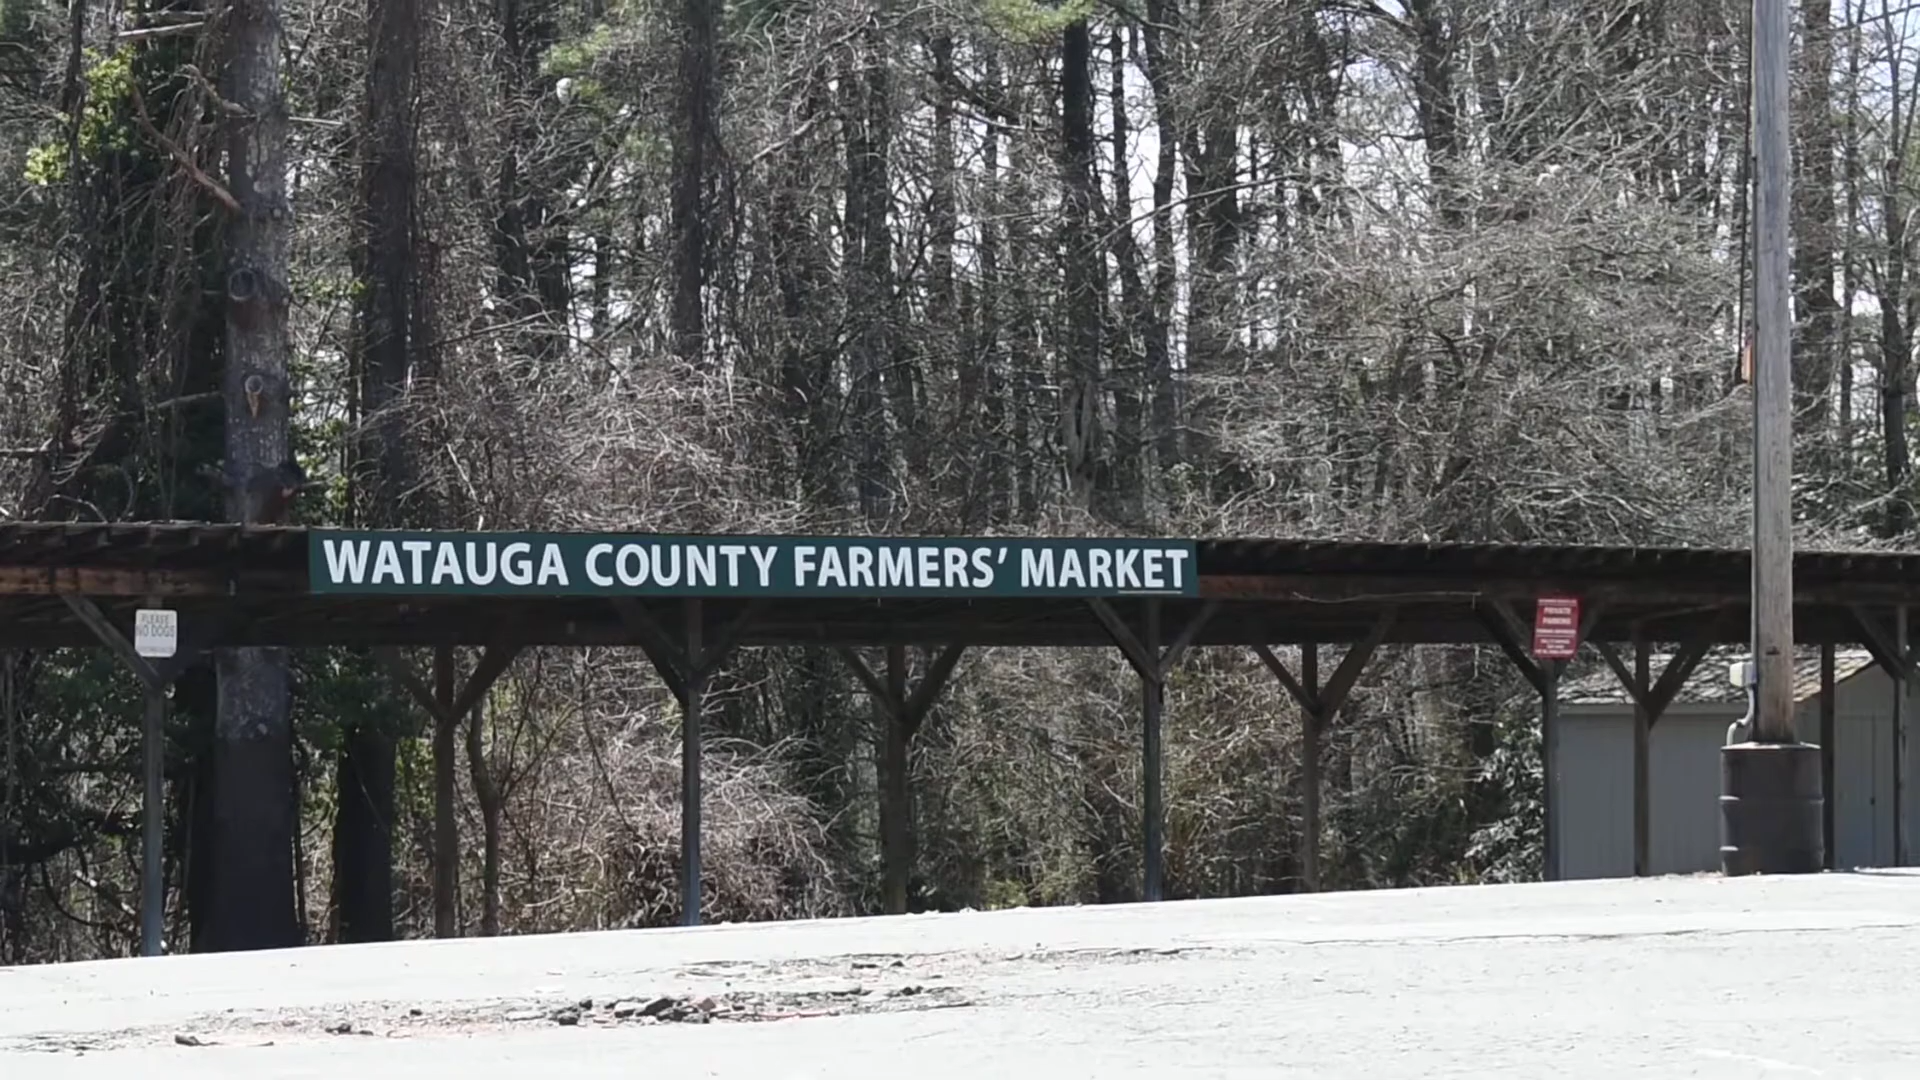 WATAUGA COUNTY FARMERS' MARKET
PLEASE
NO DOGS
PRIVATE
PARKING